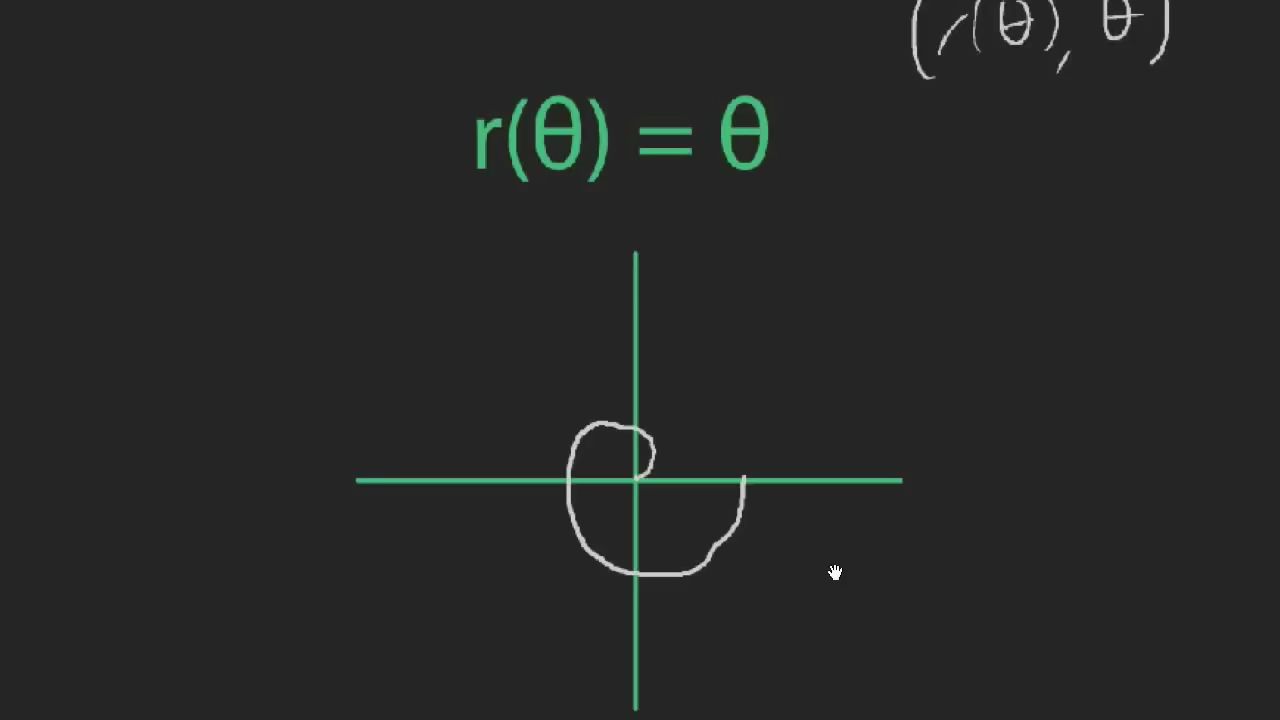 (r(θ), θ)
r(θ) = θ